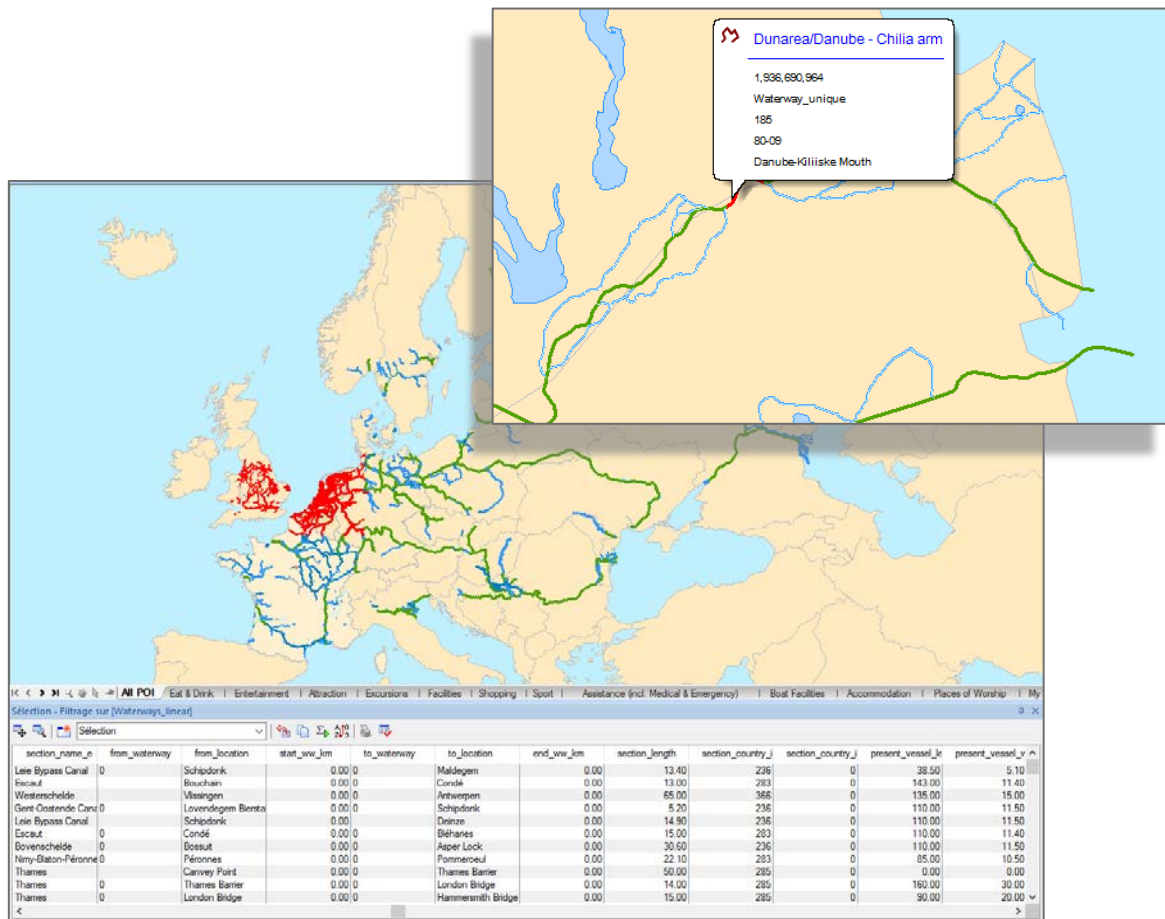 Dunarea/Danube - Chilia arm
1,936,690,964
Waterway_unique
185
80-09
Danube-Kiliiske Mouth
All POI Eat & Drink Entertainment Attraction Excursions Facilities Shopping Sport Assistance (incl. Medical & Emergency) Boat Facilities Accommodation Places of Worship My
Sélection - Filtrage sur [Waterways_linear]
Sélection
section_name_e from_waterway from_location start_ww_km to_waterway to_location end_ww_km section_length section_country_i section_country_i present_vessel_le present_vessel_v
Leie Bypass Canal 0 Schipdonk 0.00 0 Maldegem 0.00 13.40 236 0 38.50 5.10
Escaut Bouchain 0.00 0 Condé 0.00 13.00 283 0 143.00 11.40
Westerschelde Vlissingen 0.00 0 Antwerpen 0.00 65.00 366 0 135.00 15.00
Gent-Oostende Cana 0 Lovendegem Biersta 0.00 0 Schipdonk 0.00 5.20 236 0 110.00 11.50
Leie Bypass Canal Schipdonk 0.00 Deinze 0.00 14.90 236 0 110.00 11.50
Escaut 0 Condé 0.00 0 Bléharies 0.00 15.00 283 0 110.00 11.40
Bovenschelde 0 Bossuit 0.00 0 Asper Lock 0.00 30.60 236 0 110.00 11.50
Nimy-Blaton-Péronne 0 Péronnes 0.00 0 Pommeroeul 0.00 22.10 283 0 85.00 10.50
Thames Canvey Point 0.00 0 Thames Barrier 0.00 50.00 285 0 0.00 0.00
Thames 0 Thames Barrier 0.00 0 London Bridge 0.00 14.00 285 0 160.00 30.00
Thames 0 London Bridge 0.00 0 Hammersmith Bridge 0.00 15.00 285 0 90.00 20.00